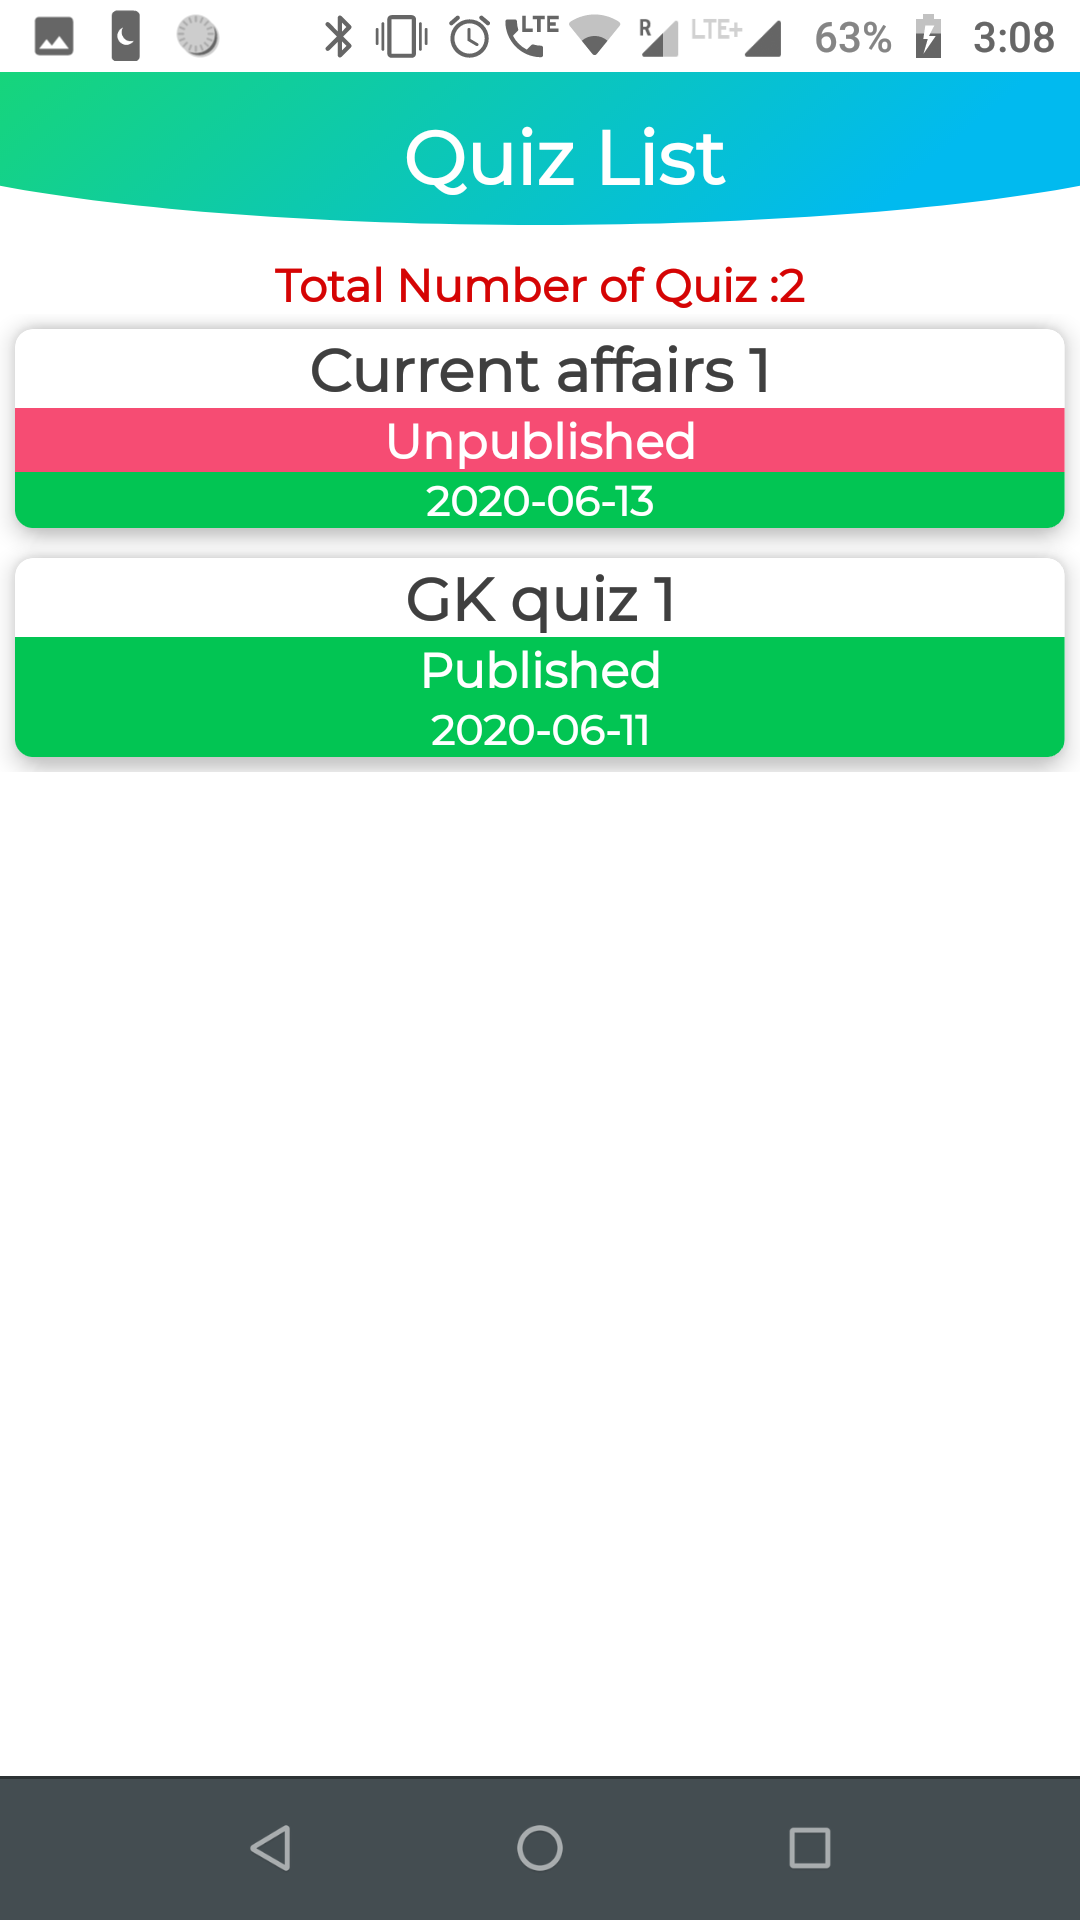 LTE R LTE+ 63% 3:08
Quiz List
Total Number of Quiz :2
Current affairs 1
Unpublished
2020-06-13
GK quiz 1
Published
2020-06-11